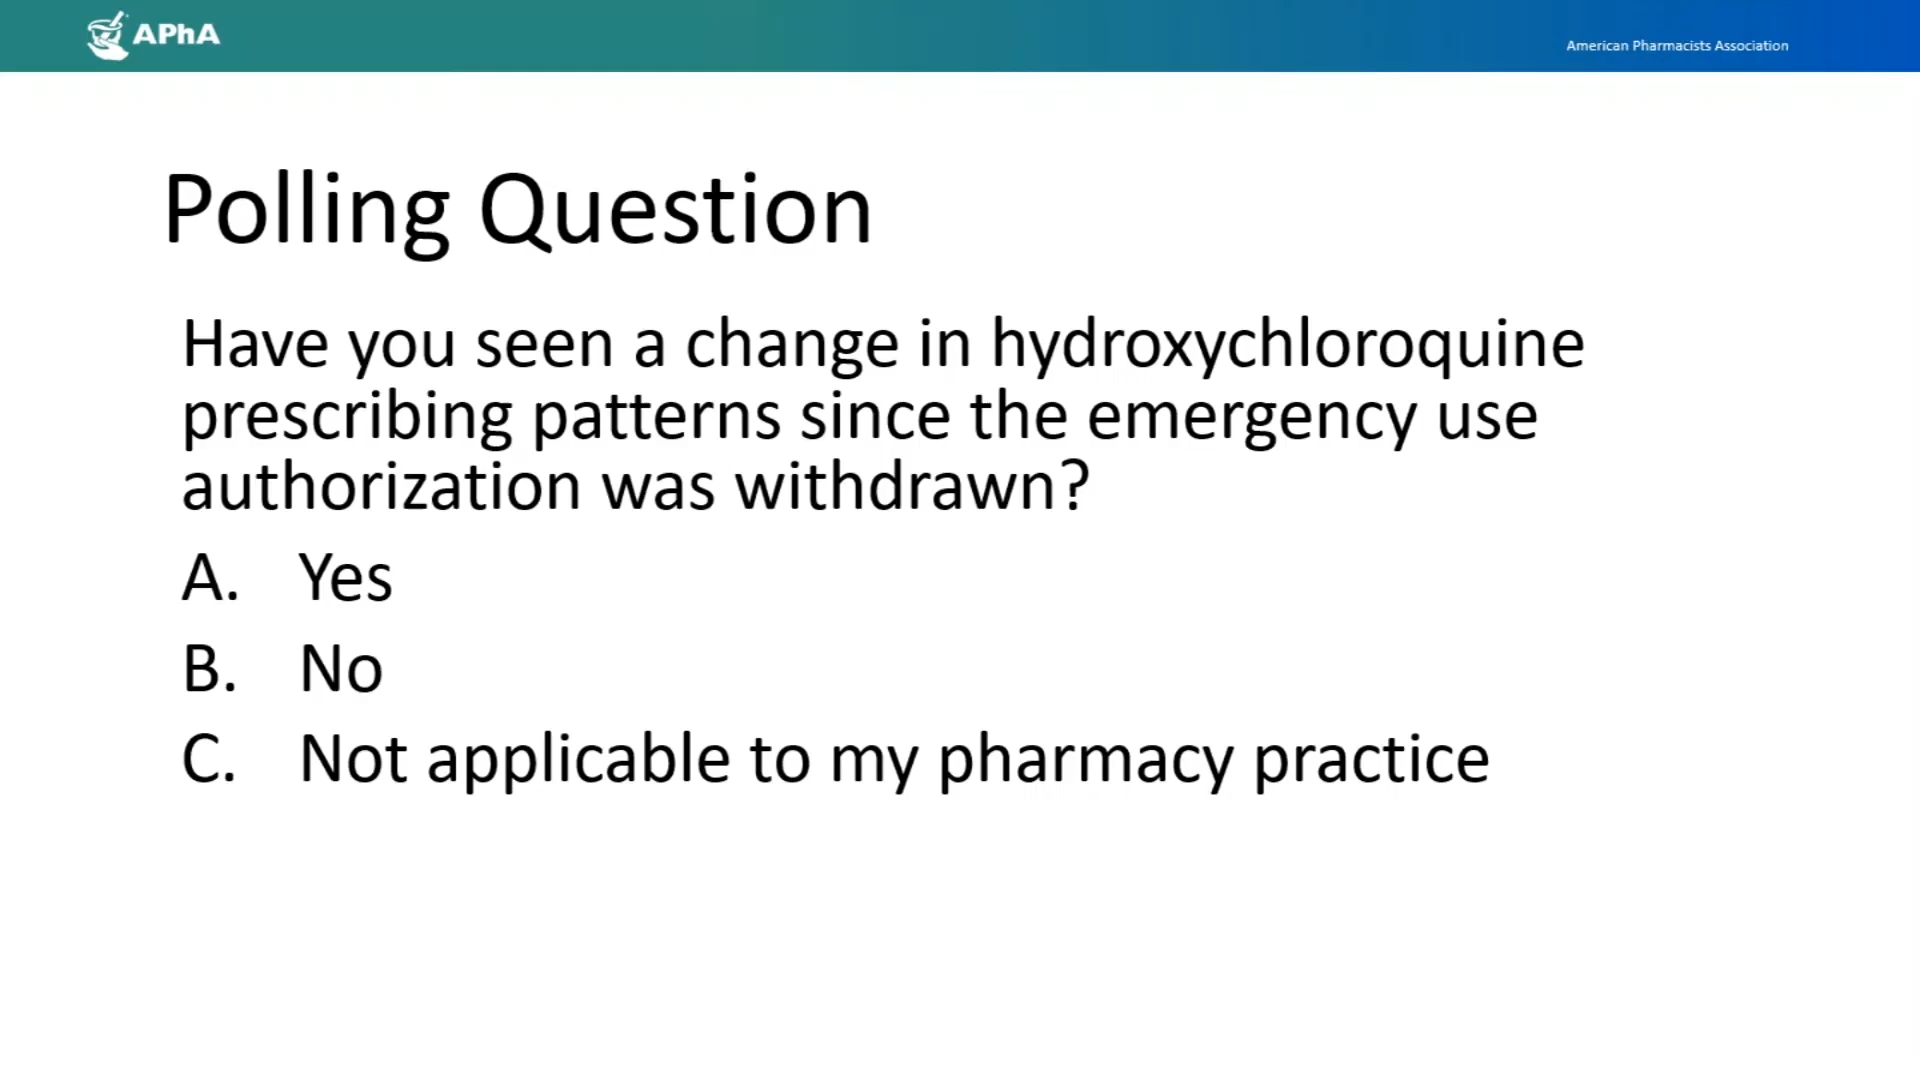 APhA
American Pharmacists Association
Polling Question
Have you seen a change in hydroxychloroquine
prescribing patterns since the emergency use
authorization was withdrawn?
A. Yes
B. No
C. Not applicable to my pharmacy practice